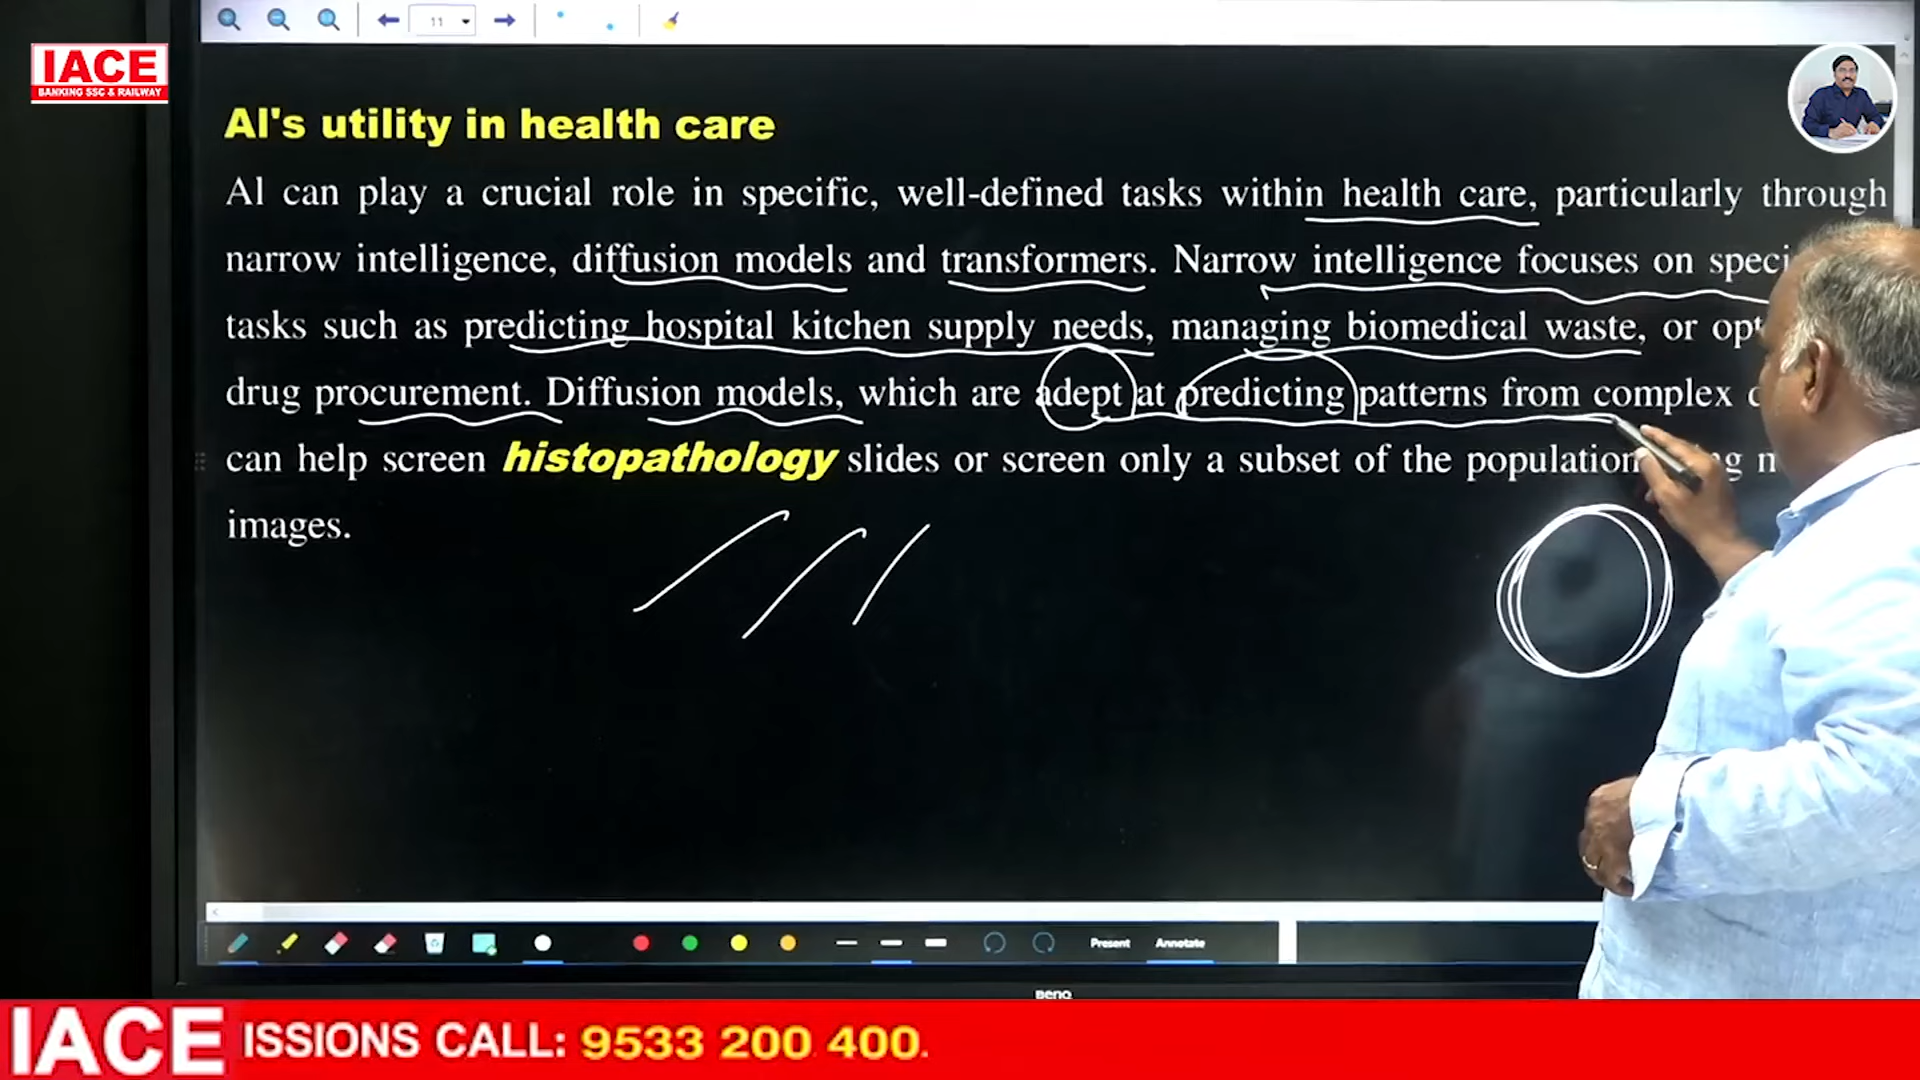 11
IACE
BANKING SSC & RAILWAY
AI's utility in health care
AI can play a crucial role in specific, well-defined tasks within health care, particularly through
narrow intelligence, diffusion models and transformers. Narrow intelligence focuses on
tasks such as predicting hospital kitchen supply needs, managing biomedical waste, or
drug procurement. Diffusion models, which are adept at predicting patterns from complex
can help screen histopathology slides or screen only a subset of the population
images.
Present Annotate
BenQ
IACE ISSIONS CALL: 9533 200 400.